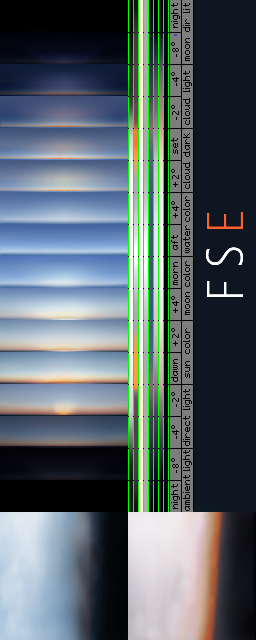 night -8° -4° -2° dawn +2° +4° morn aft +4° +2° set -2° -4° -8° night
ambient light direct light sun color moon color water color cloud dark cloud light moon dir lit
FSE